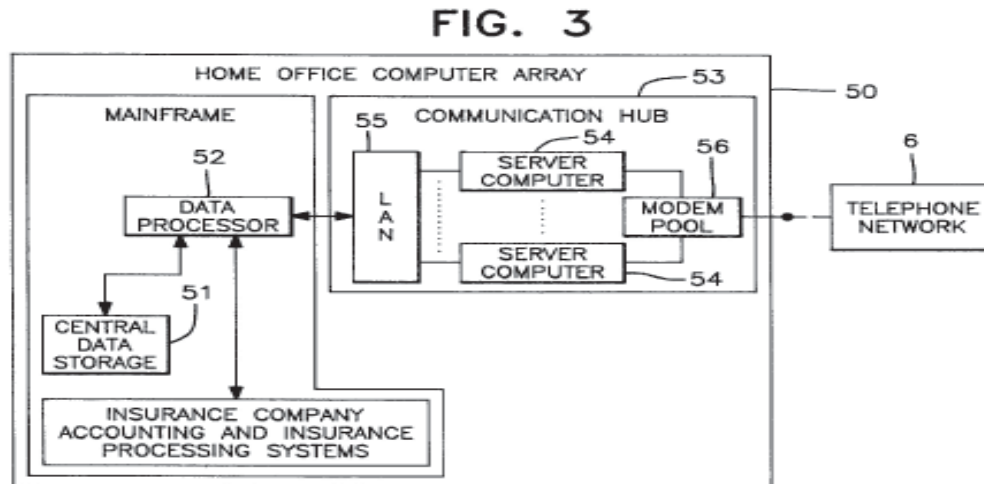 FIG. 3
HOME OFFICE COMPUTER ARRAY
53
50
MAINFRAME
COMMUNICATION HUB
55
54
56
6
52
SERVER
COMPUTER
DATA
PROCESSOR
L
A
N
MODEM
POOL
TELEPHONE
NETWORK
SERVER
COMPUTER
54
51
CENTRAL
DATA
STORAGE
INSURANCE COMPANY
ACCOUNTING AND INSURANCE
PROCESSING SYSTEMS